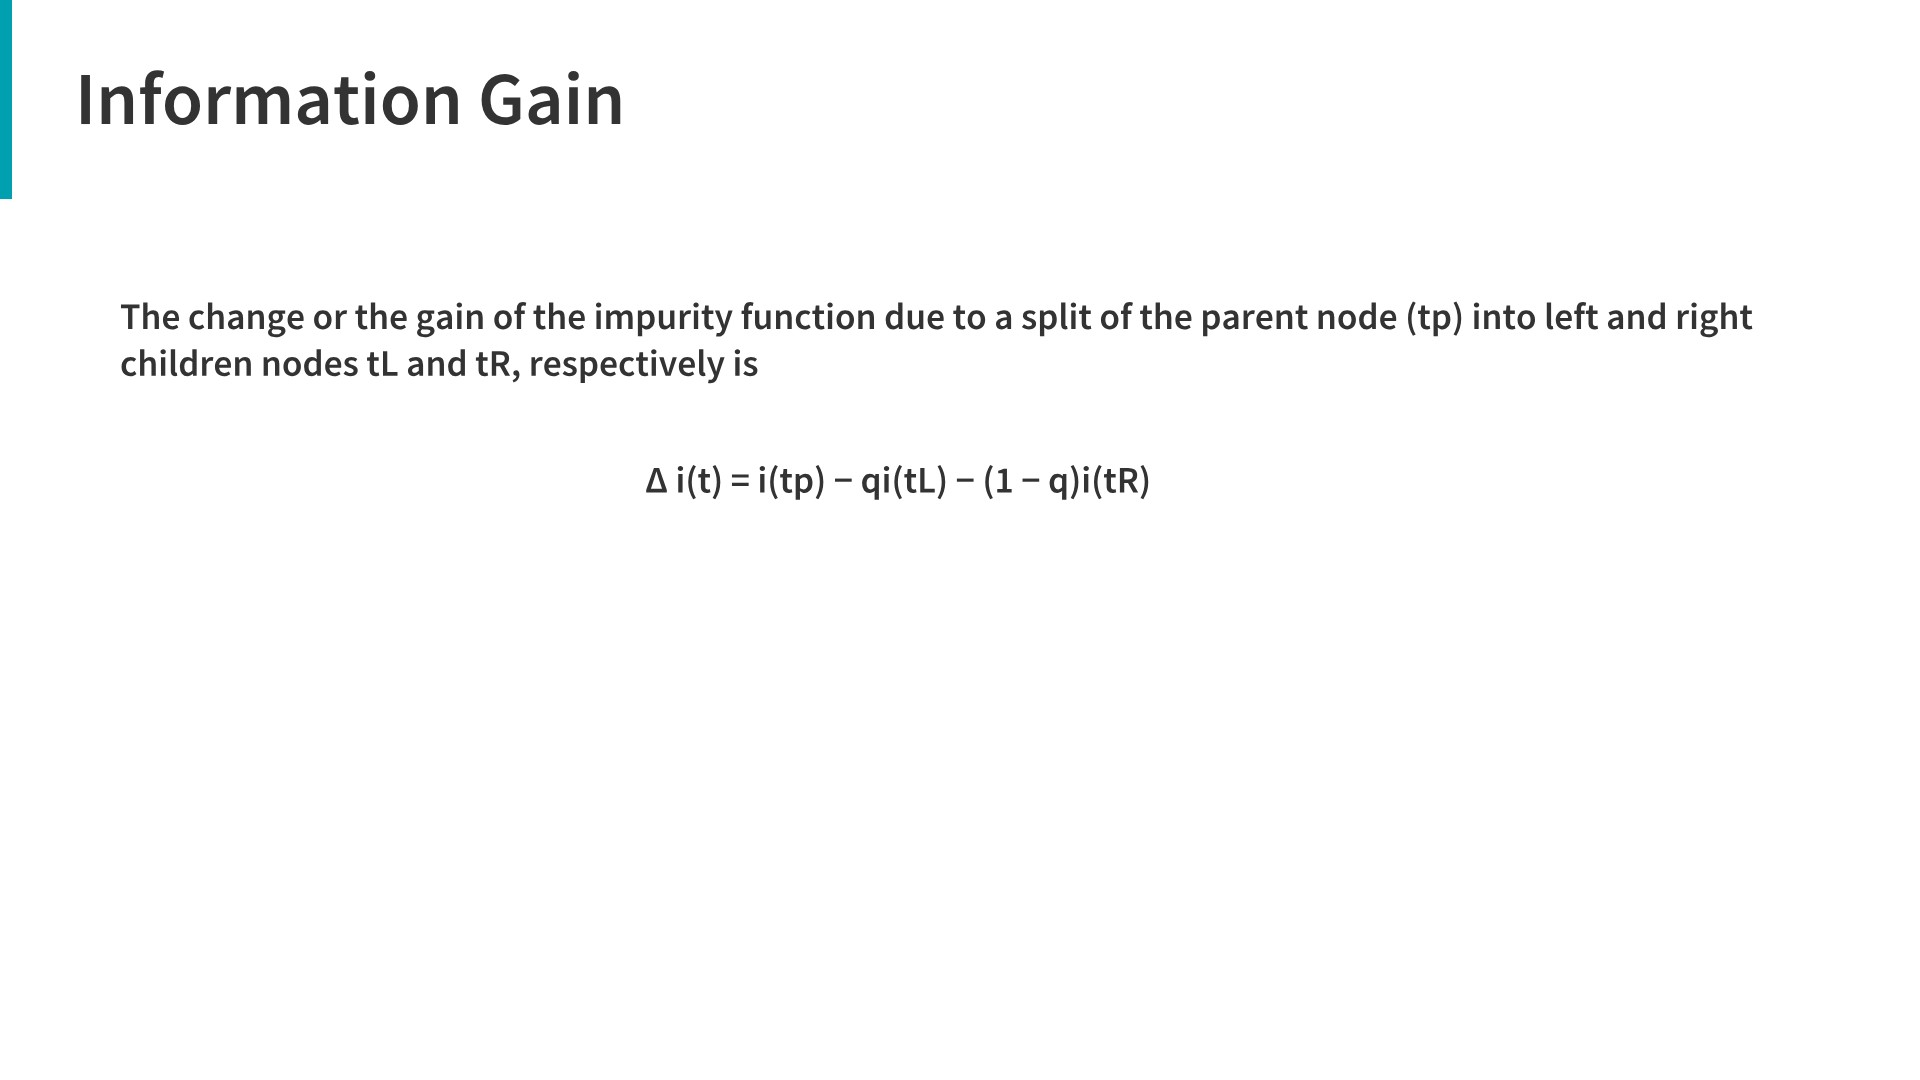 Information Gain
The change or the gain of the impurity function due to a split of the parent node (tp) into left and right
children nodes tL and tR, respectively is
Δ i(t) = i(tp) − qi(tL) − (1 − q)i(tR)